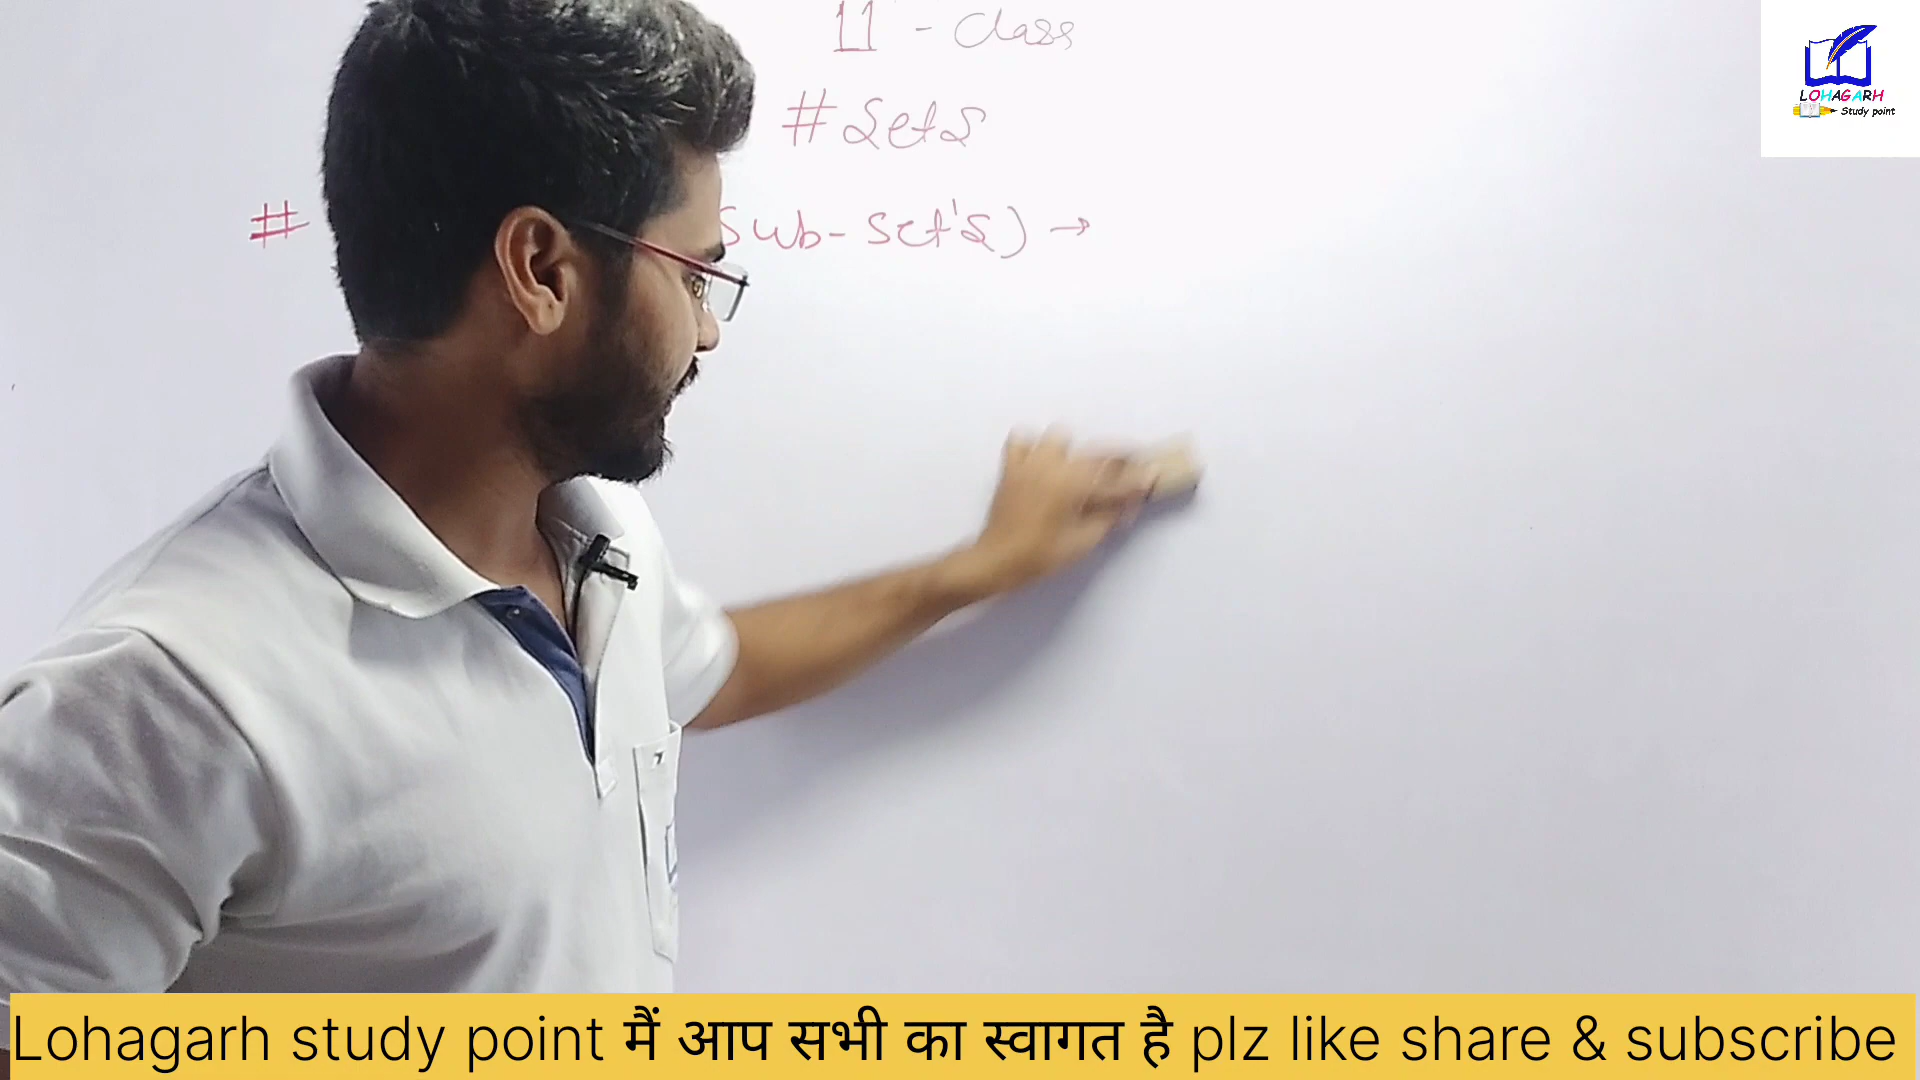 11 - Class
# Sets
# Sub-Set's) →
LOHAGARH
Study point
Lohagarh study point मैं आप सभी का स्वागत है plz like share & subscribe